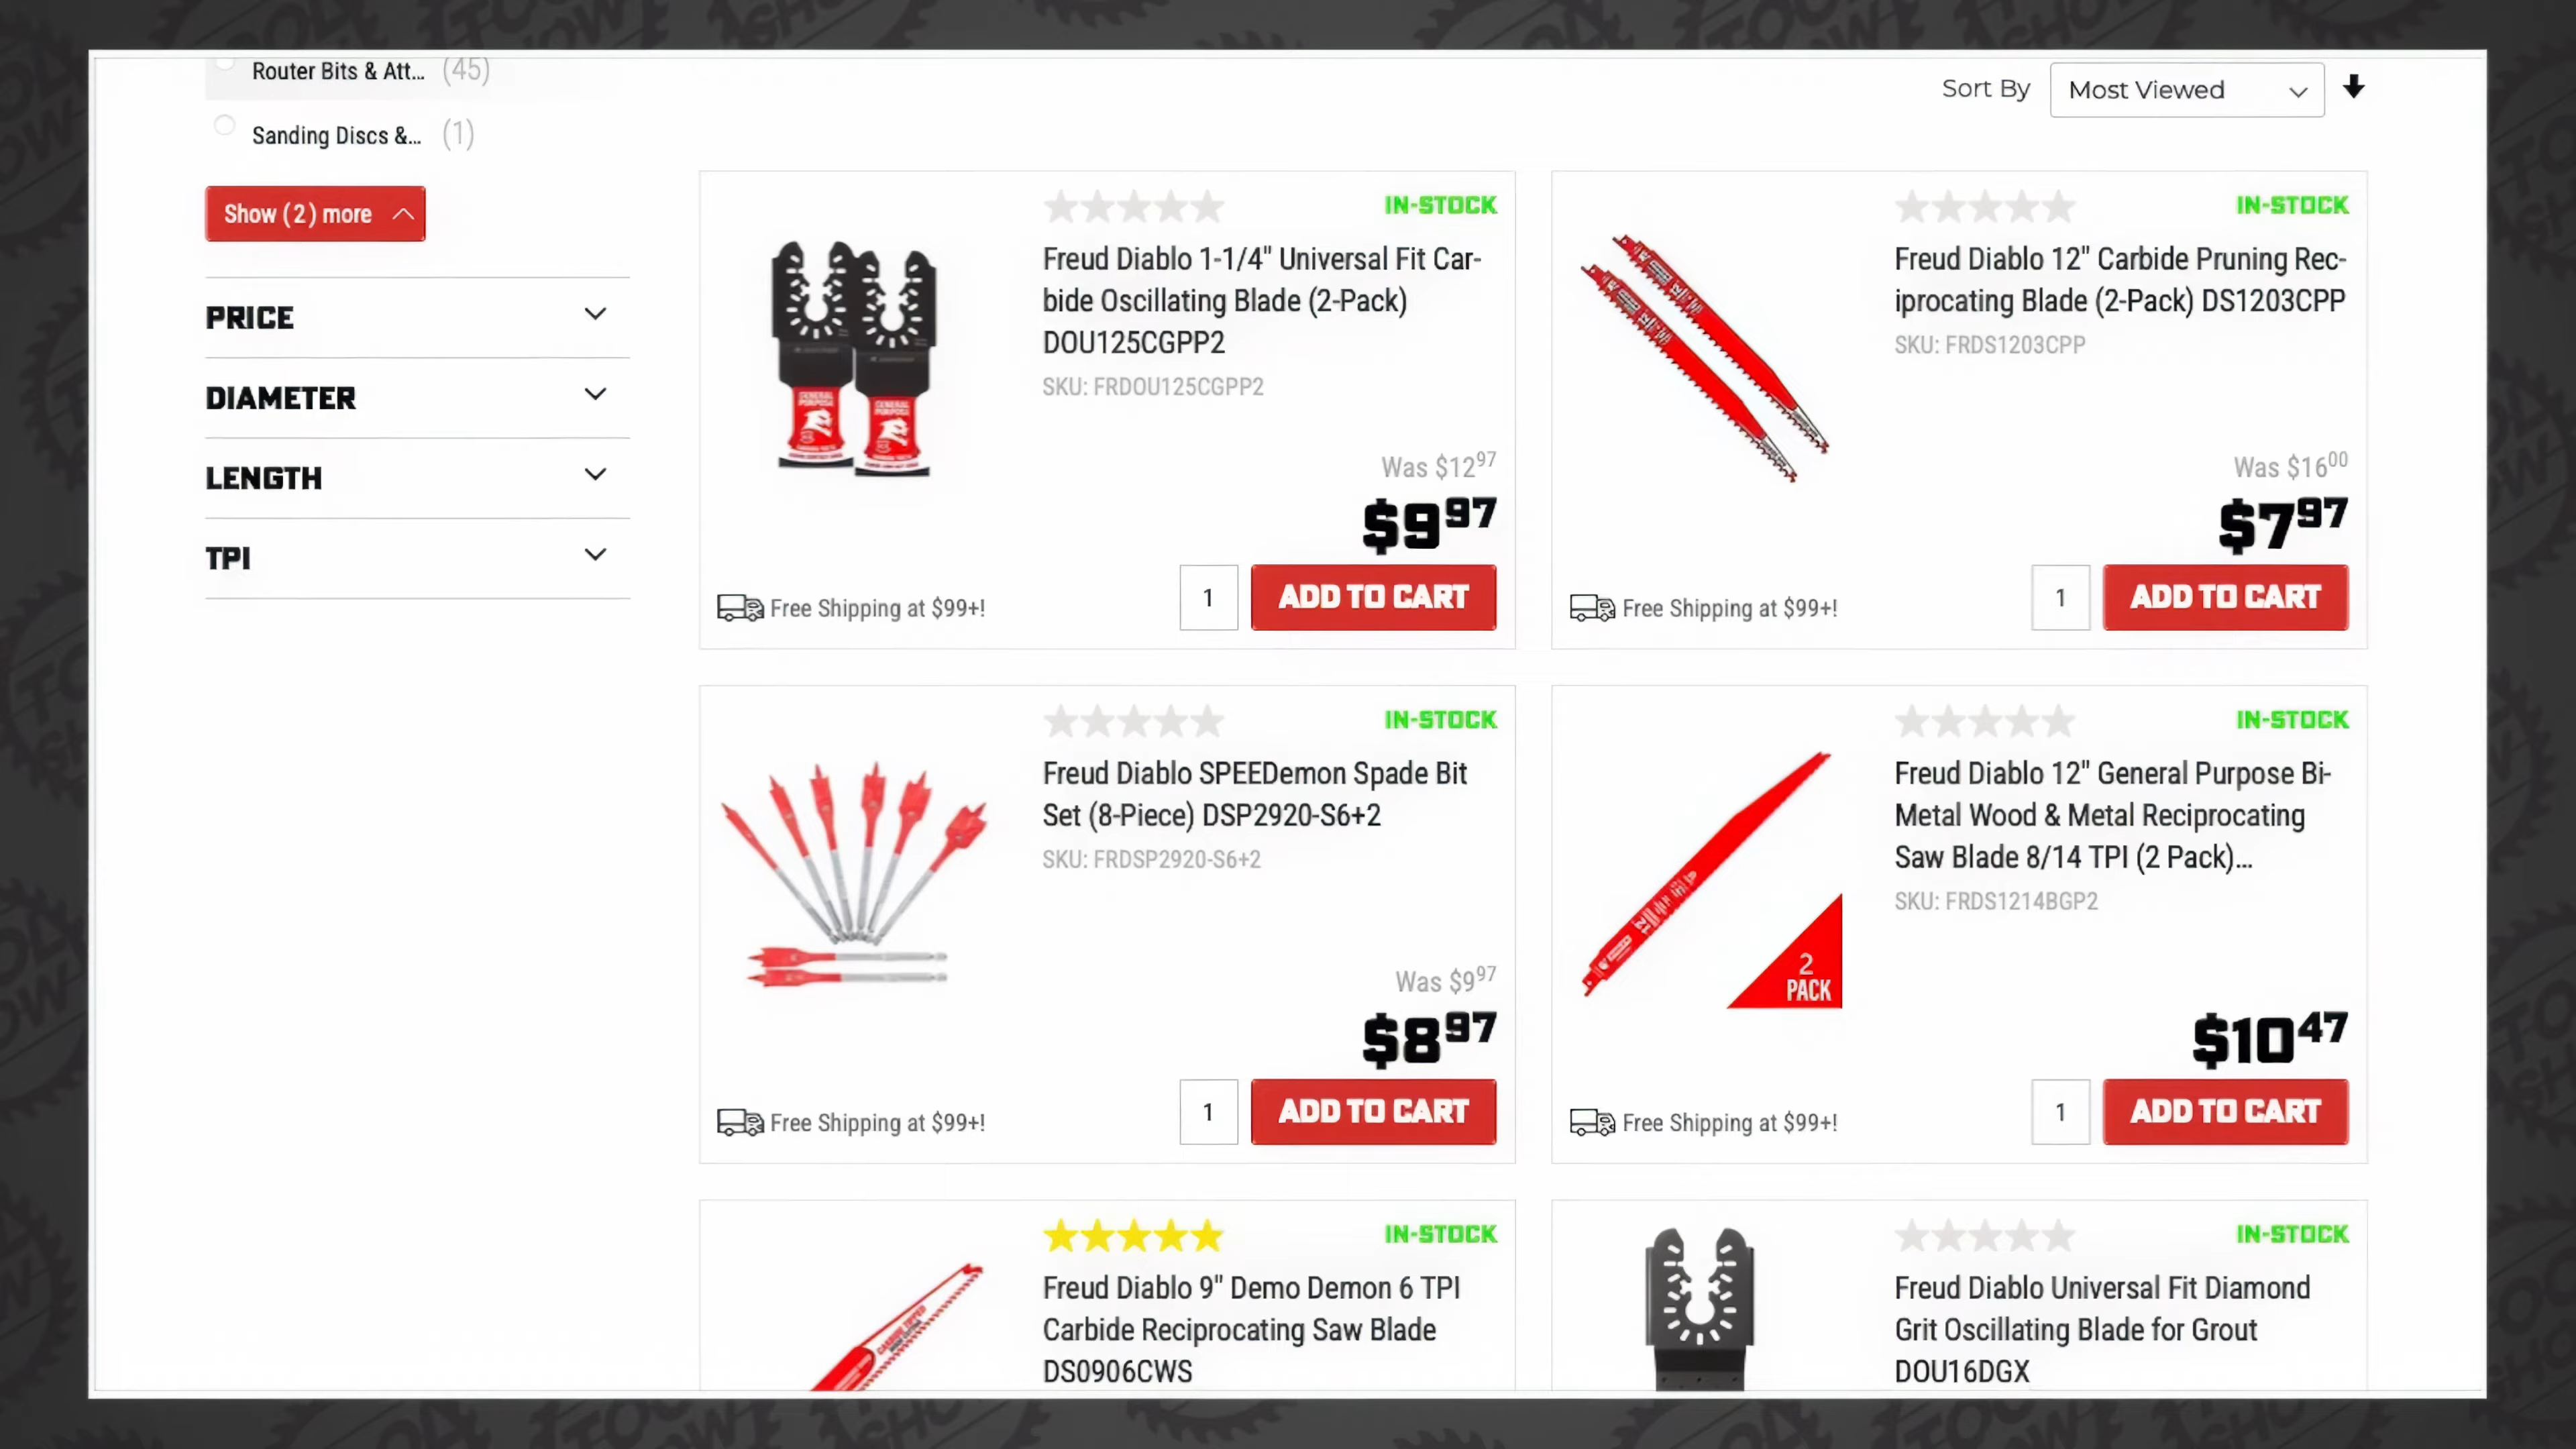 Router Bits & Att... (45)
Sanding Discs &... (1)
Show (2) more
PRICE
DIAMETER
LENGTH
TPI
Sort By Most Viewed
IN-STOCK
Freud Diablo 1-1/4" Universal Fit Car-
bide Oscillating Blade (2-Pack)
DOU125CGPP2
SKU: FRDOU125CGPP2
Was $12.97
$9.97
Free Shipping at $99+!
1
ADD TO CART
GENERAL
PURPOSE
GENERAL
PURPOSE
IN-STOCK
Freud Diablo 12" Carbide Pruning Rec-
iprocating Blade (2-Pack) DS1203CPP
SKU: FRDS1203CPP
Was $16.00
$7.97
Free Shipping at $99+!
1
ADD TO CART
IN-STOCK
Freud Diablo SPEEDemon Spade Bit
Set (8-Piece) DSP2920-S6+2
SKU: FRDSP2920-S6+2
Was $9.97
$8.97
Free Shipping at $99+!
1
ADD TO CART
IN-STOCK
Freud Diablo 12" General Purpose Bi-
Metal Wood & Metal Reciprocating
Saw Blade 8/14 TPI (2 Pack)...
SKU: FRDS1214BGP2
2
PACK
$10.47
Free Shipping at $99+!
1
ADD TO CART
IN-STOCK
Freud Diablo 9" Demo Demon 6 TPI
Carbide Reciprocating Saw Blade
DS0906CWS
CARBIDE TIPPED
IN-STOCK
Freud Diablo Universal Fit Diamond
Grit Oscillating Blade for Grout
DOU16DGX